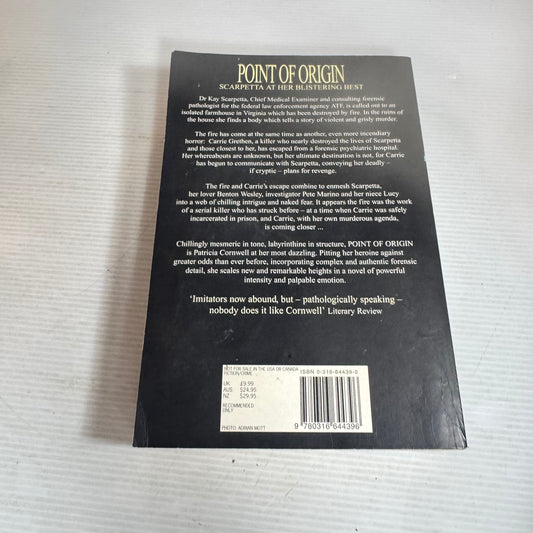 POINT OF ORIGIN
SCARPETTA AT HER BLISTERING BEST
Dr Kay Scarpetta, Chief Medical Examiner and consulting forensic
pathologist for the federal law enforcement agency ATF, is called out to an
isolated farmhouse in Virginia which has been destroyed by fire. In the ruins of
the house she finds a body which tells a story of violent and grisly murder.
The fire has come at the same time as another, even more incendiary
horror: Carrie Grethen, a killer who nearly destroyed the lives of Scarpetta
and those closest to her, has escaped from a forensic psychiatric hospital.
Her whereabouts are unknown, but her ultimate destination is not, for Carrie
has begun to communicate with Scarpetta, conveying her deadly –
if cryptic – plans for revenge.
The fire and Carrie's escape combine to enmesh Scarpetta,
her lover Benton Wesley, investigator Pete Marino and her niece Lucy
into a web of chilling intrigue and naked fear. It appears the fire was the work
of a serial killer who has struck before – at a time when Carrie was safely
incarcerated in prison, and Carrie, with her own murderous agenda,
is coming closer ...
Chillingly mesmeric in tone, labyrinthine in structure, POINT OF ORIGIN
is Patricia Cornwell at her most dazzling. Pitting her heroine against
greater odds than ever before, incorporating complex and authentic forensic
detail, she scales new and remarkable heights in a novel of powerful
intensity and palpable emotion.
'Imitators now abound, but – pathologically speaking –
nobody does it like Cornwell' Literary Review
NOT FOR SALE IN THE USA OR CANADA
FICTION/CRIME
UK £9.99
AUS $24.95
NZ $29.95
RECOMMENDED
ONLY
PHOTO: ADRIAN MOTT
ISBN 0-316-64439-0
9 780316 644396